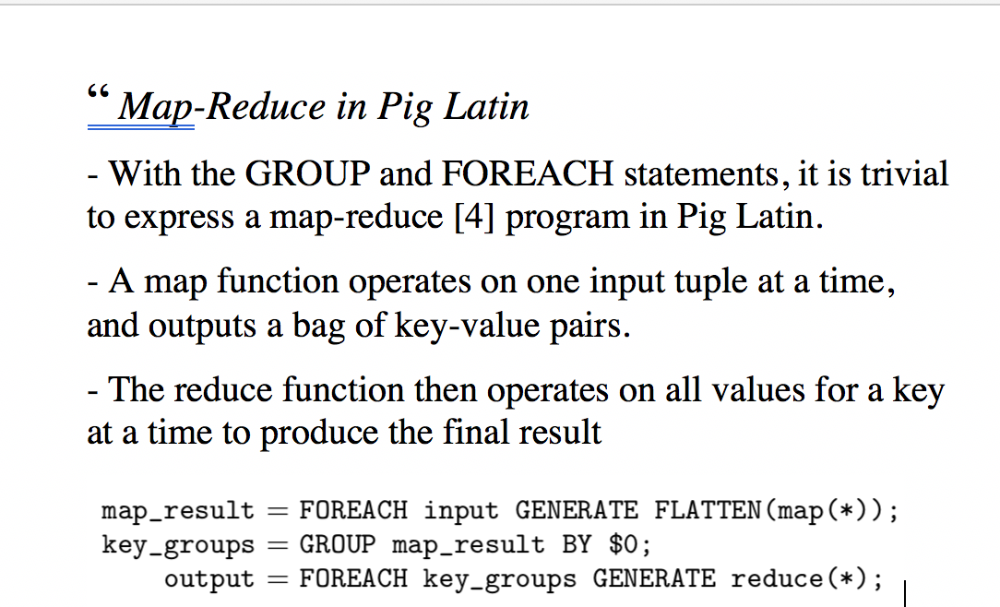 “ Map-Reduce in Pig Latin
- With the GROUP and FOREACH statements, it is trivial
to express a map-reduce [4] program in Pig Latin.
- A map function operates on one input tuple at a time,
and outputs a bag of key-value pairs.
- The reduce function then operates on all values for a key
at a time to produce the final result
map_result = FOREACH input GENERATE FLATTEN(map(*));
key_groups = GROUP map_result BY $0;
output = FOREACH key_groups GENERATE reduce(*);